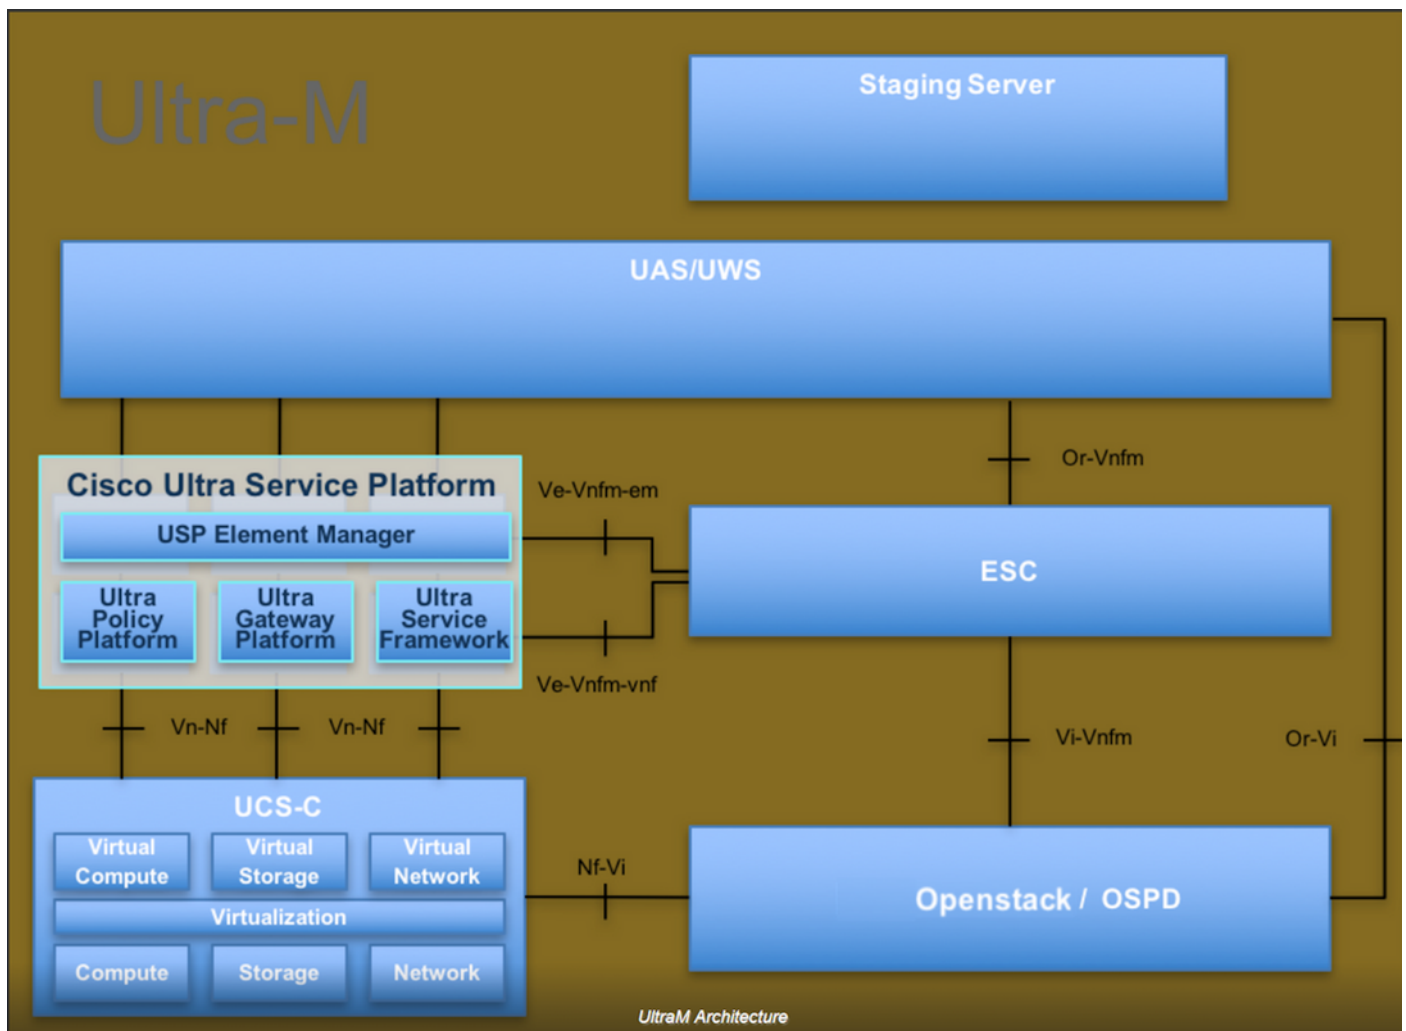 Ultra-M
Staging Server
UAS/UWS
Or-Vnfm
Cisco Ultra Service Platform
USP Element Manager
Ultra
Policy
Platform
Ultra
Gateway
Platform
Ultra
Service
Framework
Ve-Vnfm-em
ESC
Ve-Vnfm-vnf
Vn-Nf
Vn-Nf
Vi-Vnfm
Or-Vi
UCS-C
Virtual
Compute
Virtual
Storage
Virtual
Network
Virtualization
Compute
Storage
Network
Nf-Vi
Openstack / OSPD
UltraM Architecture